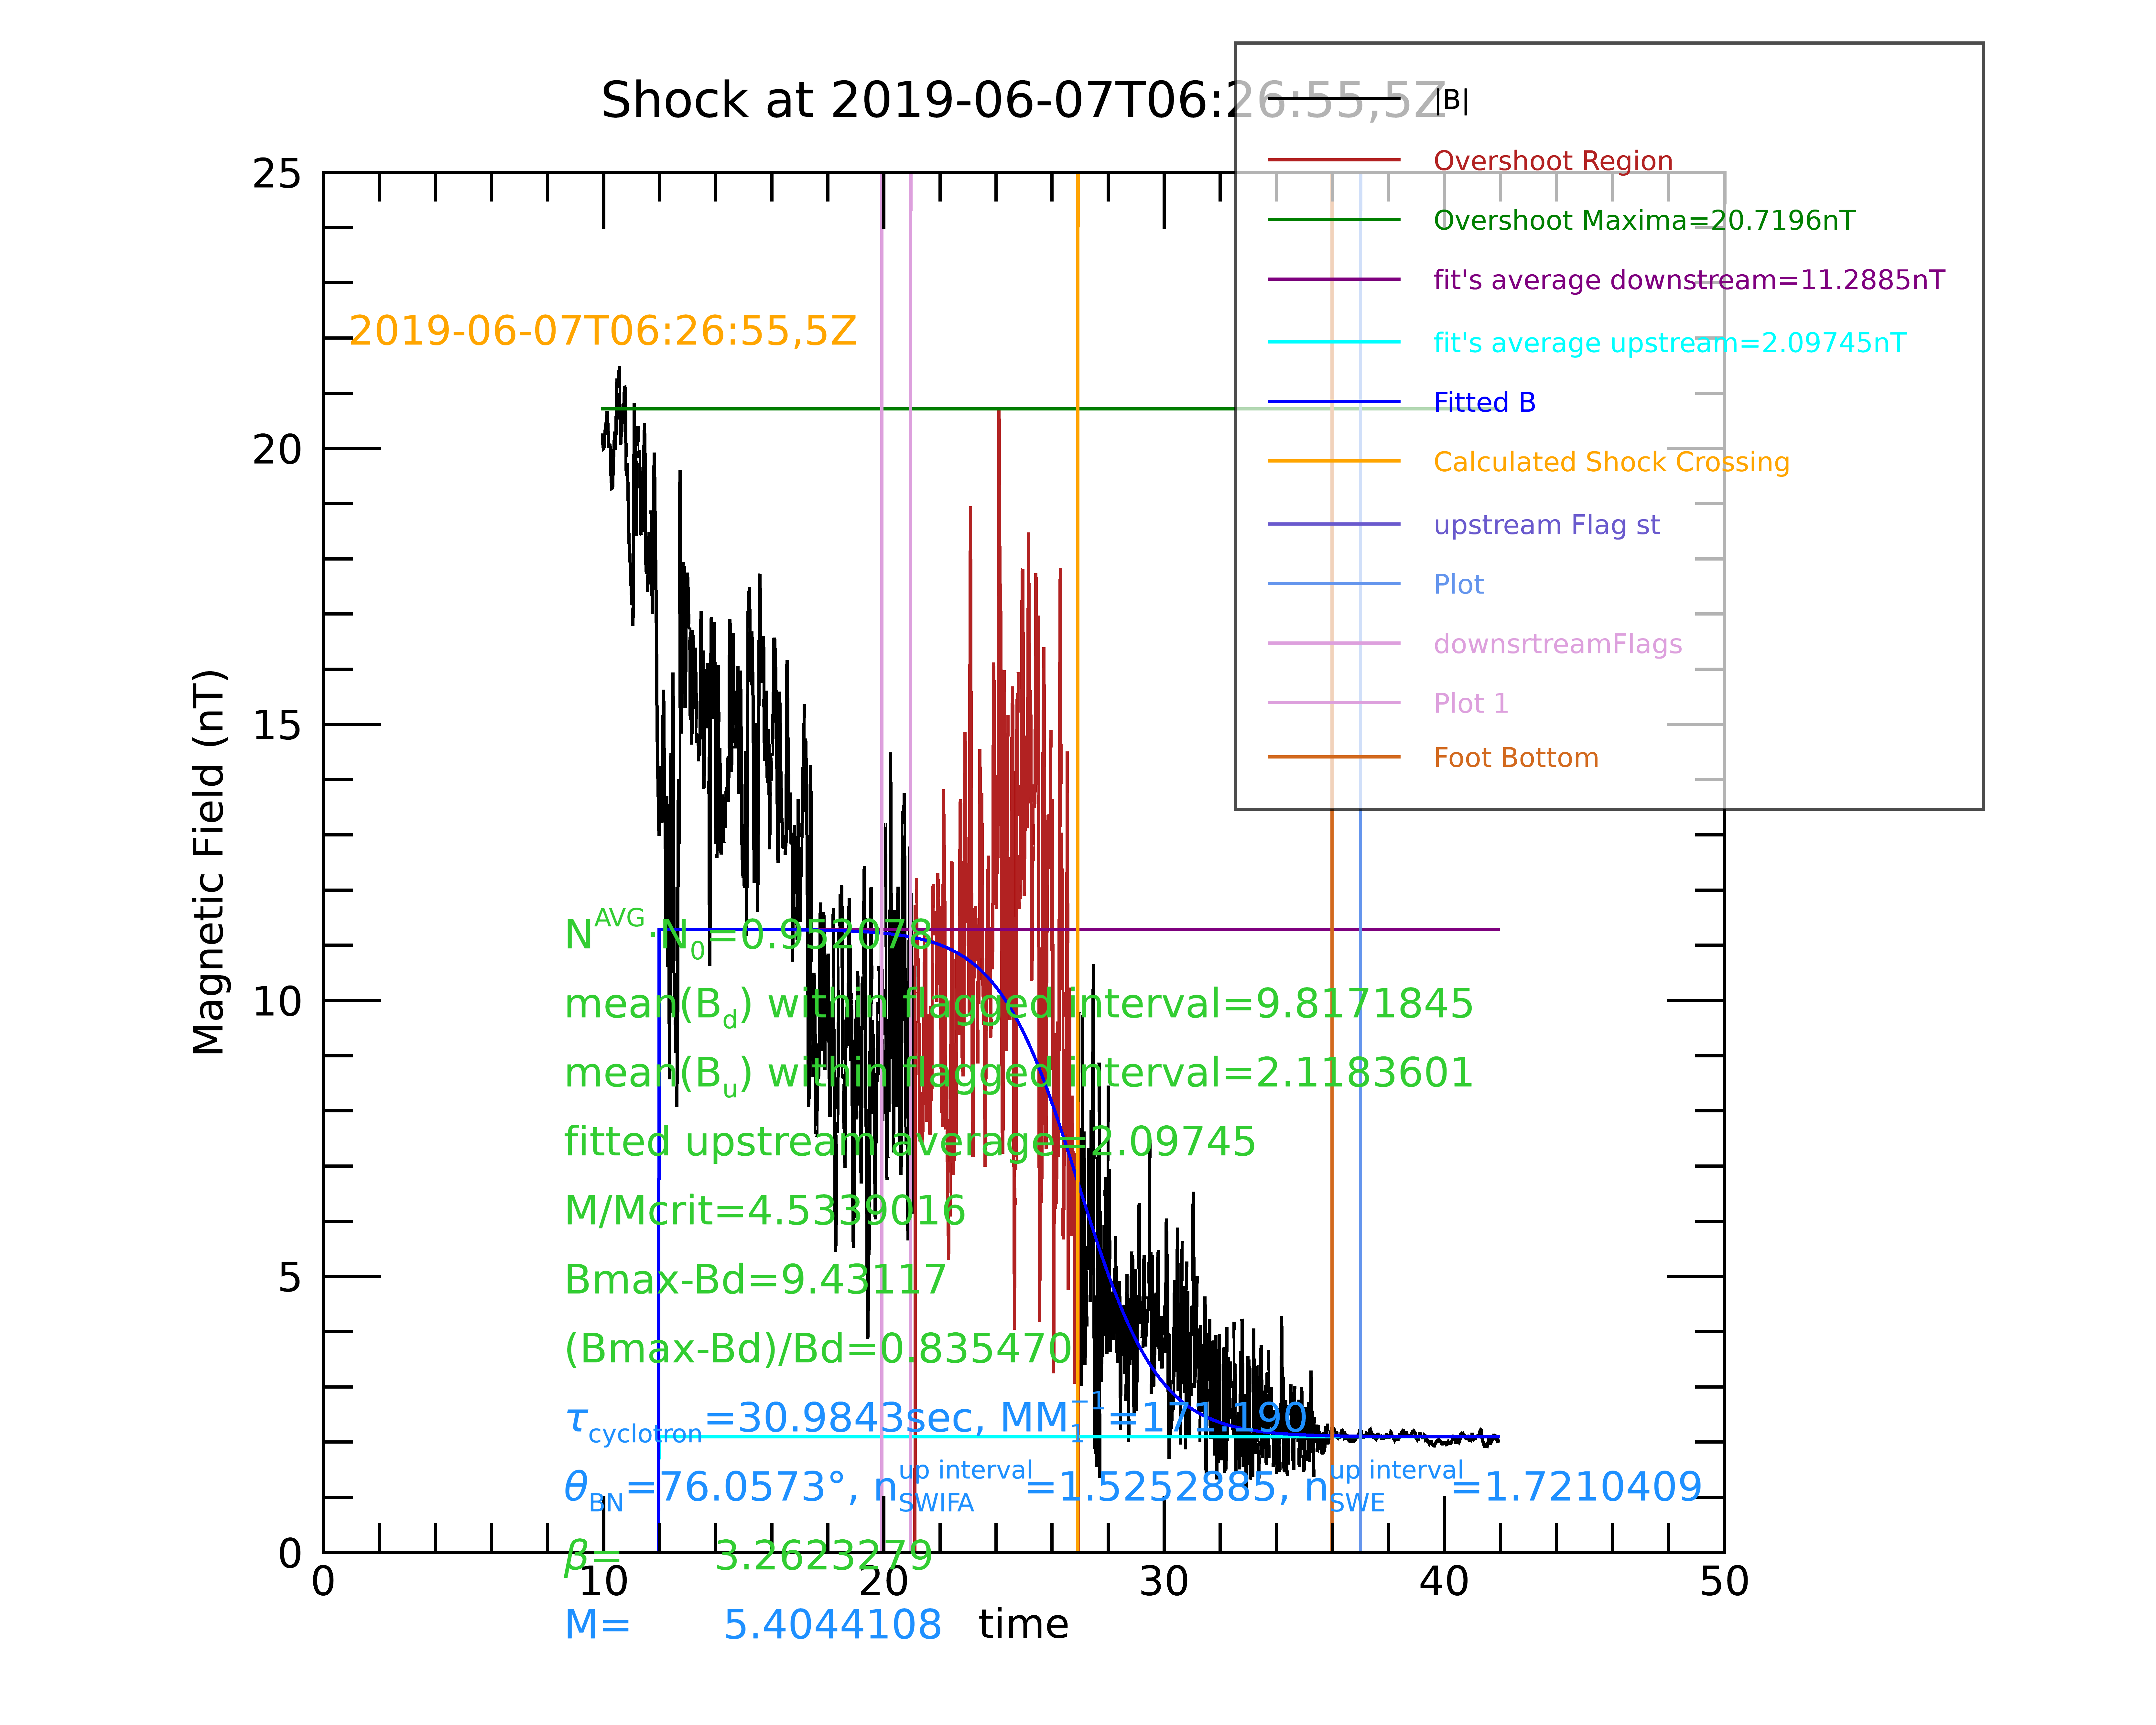 Shock at 2019-06-07T06:26:55,5Z
|B|
Overshoot Region
Overshoot Maxima=20.7196nT
fit's average downstream=11.2885nT
fit's average upstream=2.09745nT
Fitted B
Calculated Shock Crossing
upstream Flag st
Plot
downsrtreamFlags
Plot 1
Foot Bottom
2019-06-07T06:26:55,5Z
Magnetic Field (nT)
25
20
15
10
5
0
N^AVG·N_0=0.952078
mean(B_d) within flagged interval=9.8171845
mean(B_u) within flagged interval=2.1183601
fitted upstream average=2.09745
M/Mcrit=4.5339016
Bmax-Bd=9.43117
(Bmax-Bd)/Bd=0.835470
τ_cyclotron=30.9843sec, MM_1^−1=171.190
θ_BN=76.0573°, n_SWIFA^up interval=1.5252885, n_SWE^up interval=1.7210409
β= 3.2623279
M= 5.4044108
0 10 20 30 40 50
time